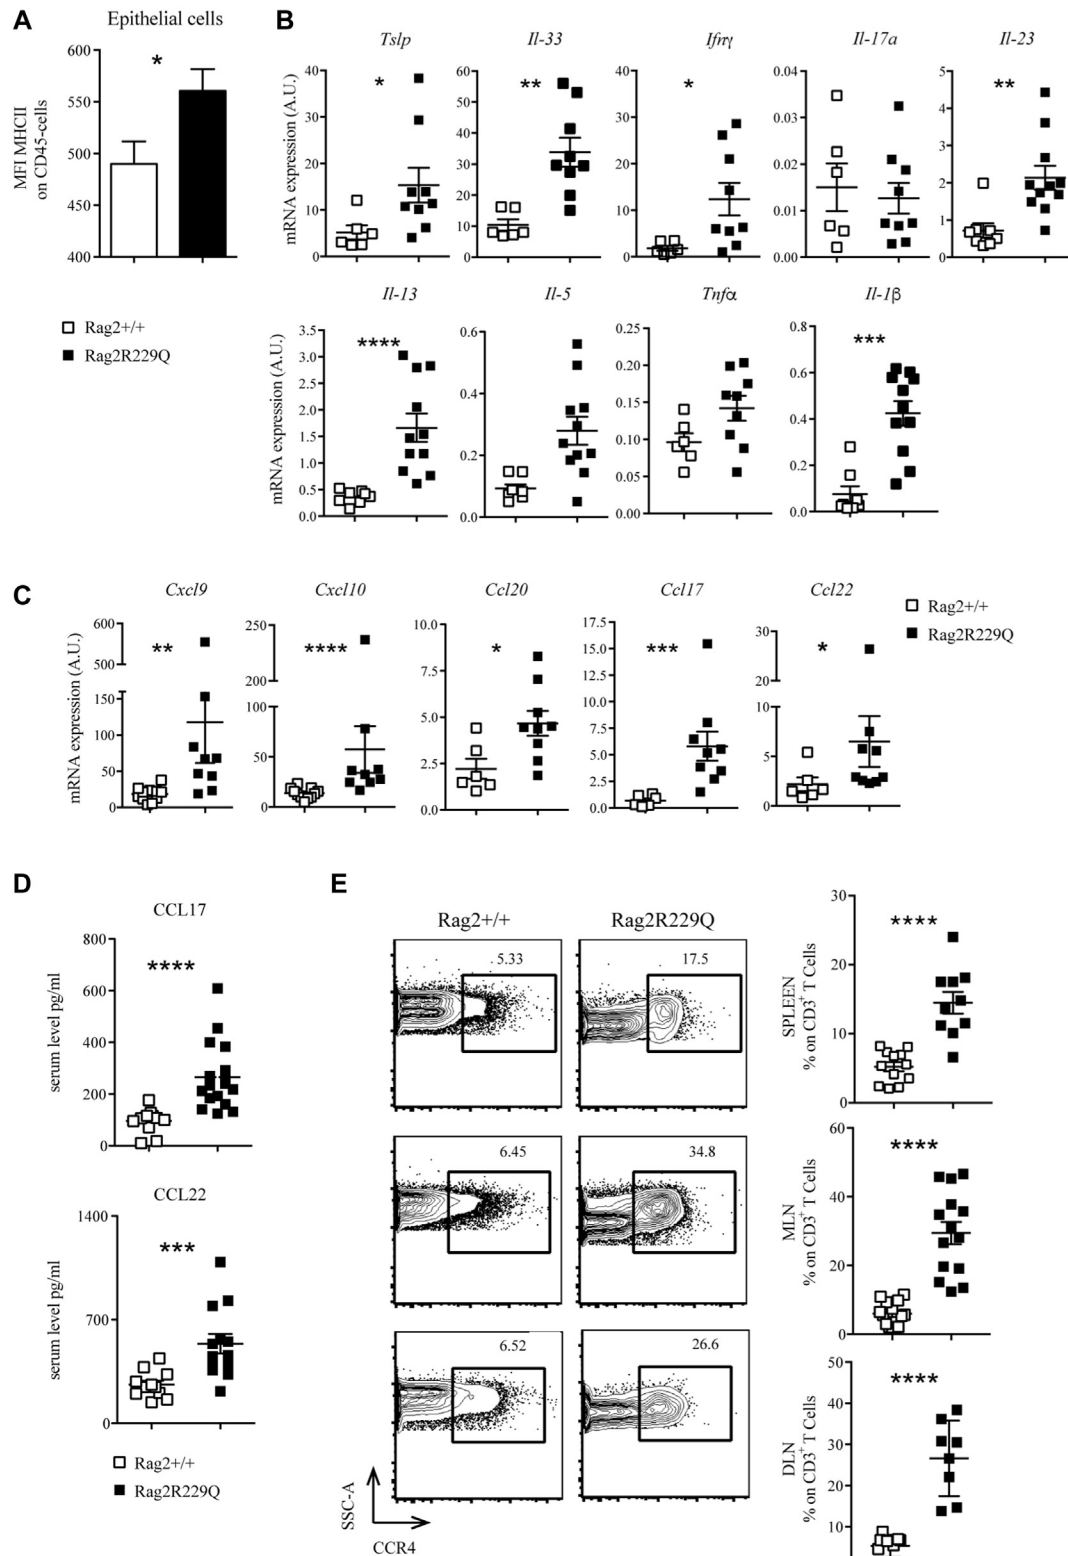 A
Epithelial cells
MFI MHCII
on CD45-cells
600
500
450
400
*
Rag2+/+
Rag2R229Q
B
Tslp
Il-33
Ifnγ
Il-17a
Il-23
mRNA expression (A.U.)
40
30
20
10
0
*
60
50
40
30
20
10
0
**
40
30
20
10
0
*
0.04
0.03
0.02
0.01
0.00
5
4
3
2
1
0
**
Il-13
Il-5
Tnfα
Il-1β
mRNA expression (A.U.)
3.5
3.0
2.5
2.0
1.5
1.0
0.5
0.0
****
0.6
0.4
0.2
0.0
0.25
0.20
0.15
0.10
0.05
0.00
0.8
0.6
0.4
0.2
0.0
***
C
Cxcl9
Cxcl10
Ccl20
Ccl17
Ccl22
Rag2+/+
Rag2R229Q
mRNA expression (A.U.)
600
500
150
100
50
0
**
250
200
100
50
0
****
10.0
7.5
5.0
2.5
0.0
*
17.5
15.0
12.5
10.0
7.5
5.0
2.5
0.0
***
30
20
10
5
0
*
D
CCL17
serum level pg/ml
800
600
400
200
0
****
CCL22
serum level pg/ml
1400
700
0
***
Rag2+/+
Rag2R229Q
E
Rag2+/+
Rag2R229Q
5.33
17.5
6.45
34.8
6.52
26.6
SSC-A
CCR4
SPLEEN
% on CD3+ T Cells
30
20
10
0
****
MLN
% on CD3+ T Cells
60
40
20
0
****
DLN
% on CD3+ T Cells
50
40
30
20
10
****